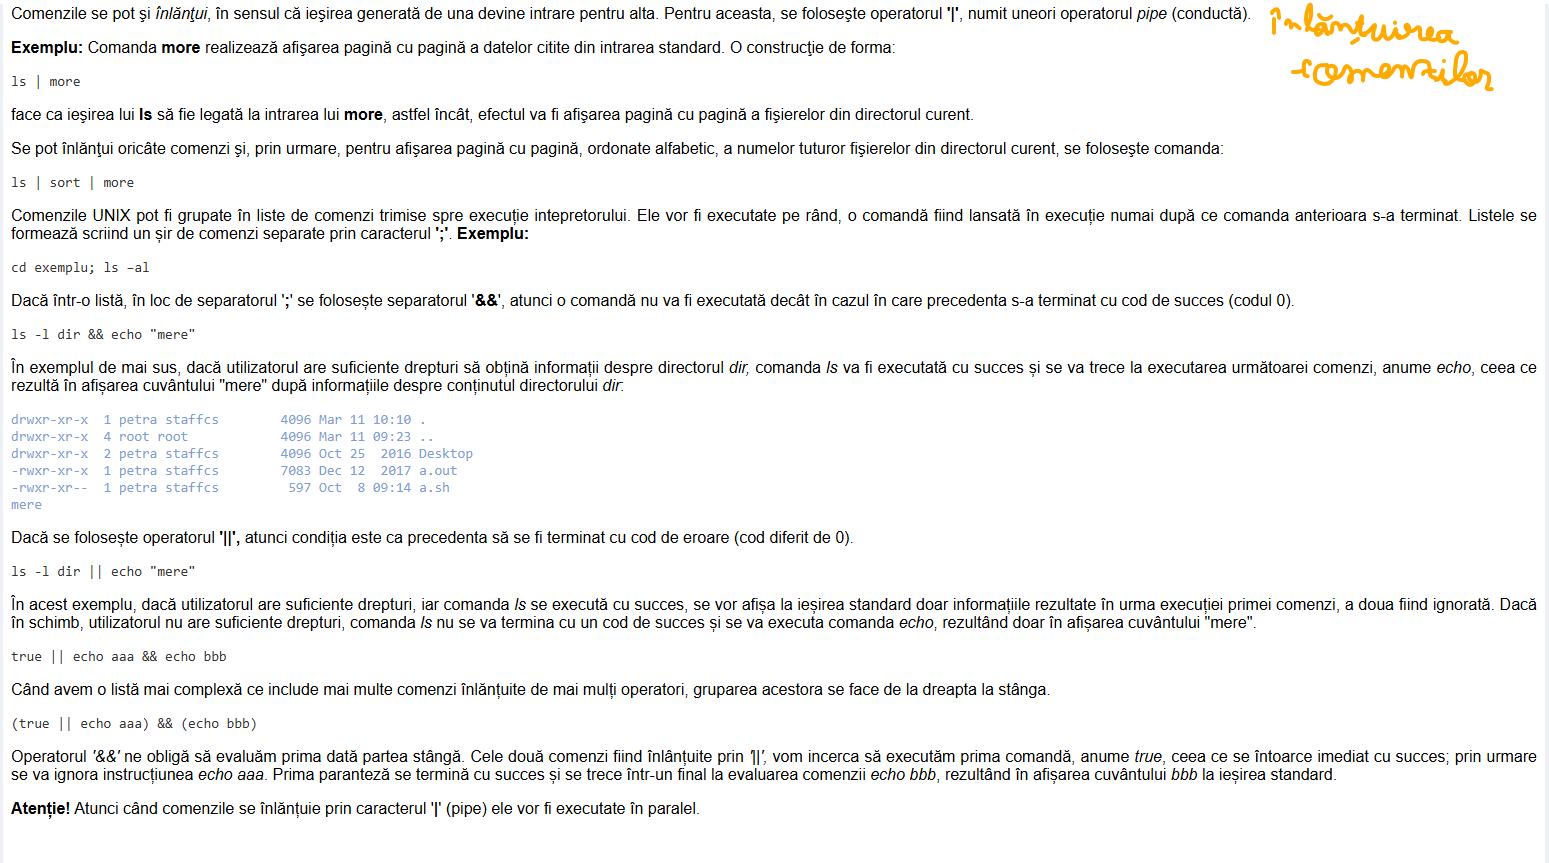 Comenzile se pot şi înlănţui, în sensul că ieşirea generată de una devine intrare pentru alta. Pentru aceasta, se foloseşte operatorul '|', numit uneori operatorul pipe (conductă).
înlănțuirea
comenzilor
Exemplu: Comanda more realizează afişarea pagină cu pagină a datelor citite din intrarea standard. O construcţie de forma:
ls | more
face ca ieşirea lui ls să fie legată la intrarea lui more, astfel încât, efectul va fi afişarea pagină cu pagină a fişierelor din directorul curent.
Se pot înlănţui oricâte comenzi şi, prin urmare, pentru afişarea pagină cu pagină, ordonate alfabetic, a numelor tuturor fişierelor din directorul curent, se foloseşte comanda:
ls | sort | more
Comenzile UNIX pot fi grupate în liste de comenzi trimise spre execuție intepretorului. Ele vor fi executate pe rând, o comandă fiind lansată în execuție numai după ce comanda anterioara s-a terminat. Listele se
formează scriind un șir de comenzi separate prin caracterul ';'. Exemplu:
cd exemplu; ls –al
Dacă într-o listă, în loc de separatorul ';' se folosește separatorul '&&', atunci o comandă nu va fi executată decât în cazul în care precedenta s-a terminat cu cod de succes (codul 0).
ls -l dir && echo "mere"
În exemplul de mai sus, dacă utilizatorul are suficiente drepturi să obțină informații despre directorul dir, comanda ls va fi executată cu succes și se va trece la executarea următoarei comenzi, anume echo, ceea ce
rezultă în afișarea cuvântului "mere" după informațiile despre conținutul directorului dir:
drwxr-xr-x  1 petra staffcs        4096 Mar 11 10:10 .
drwxr-xr-x  4 root root            4096 Mar 11 09:23 ..
drwxr-xr-x  2 petra staffcs        4096 Oct 25  2016 Desktop
-rwxr-xr-x  1 petra staffcs        7083 Dec 12  2017 a.out
-rwxr-xr--  1 petra staffcs         597 Oct  8 09:14 a.sh
mere
Dacă se folosește operatorul '||', atunci condiția este ca precedenta să se fi terminat cu cod de eroare (cod diferit de 0).
ls -l dir || echo "mere"
În acest exemplu, dacă utilizatorul are suficiente drepturi, iar comanda ls se execută cu succes, se vor afișa la ieșirea standard doar informațiile rezultate în urma execuției primei comenzi, a doua fiind ignorată. Dacă
în schimb, utilizatorul nu are suficiente drepturi, comanda ls nu se va termina cu un cod de succes și se va executa comanda echo, rezultând doar în afișarea cuvântului "mere".
true || echo aaa && echo bbb
Când avem o listă mai complexă ce include mai multe comenzi înlănțuite de mai mulți operatori, gruparea acestora se face de la dreapta la stânga.
(true || echo aaa) && (echo bbb)
Operatorul '&&' ne obligă să evaluăm prima dată partea stângă. Cele două comenzi fiind înlănțuite prin '||', vom incerca să executăm prima comandă, anume true, ceea ce se întoarce imediat cu succes; prin urmare
se va ignora instrucțiunea echo aaa. Prima paranteză se termină cu succes și se trece într-un final la evaluarea comenzii echo bbb, rezultând în afișarea cuvântului bbb la ieșirea standard.
Atenție! Atunci când comenzile se înlănțuie prin caracterul '|' (pipe) ele vor fi executate în paralel.